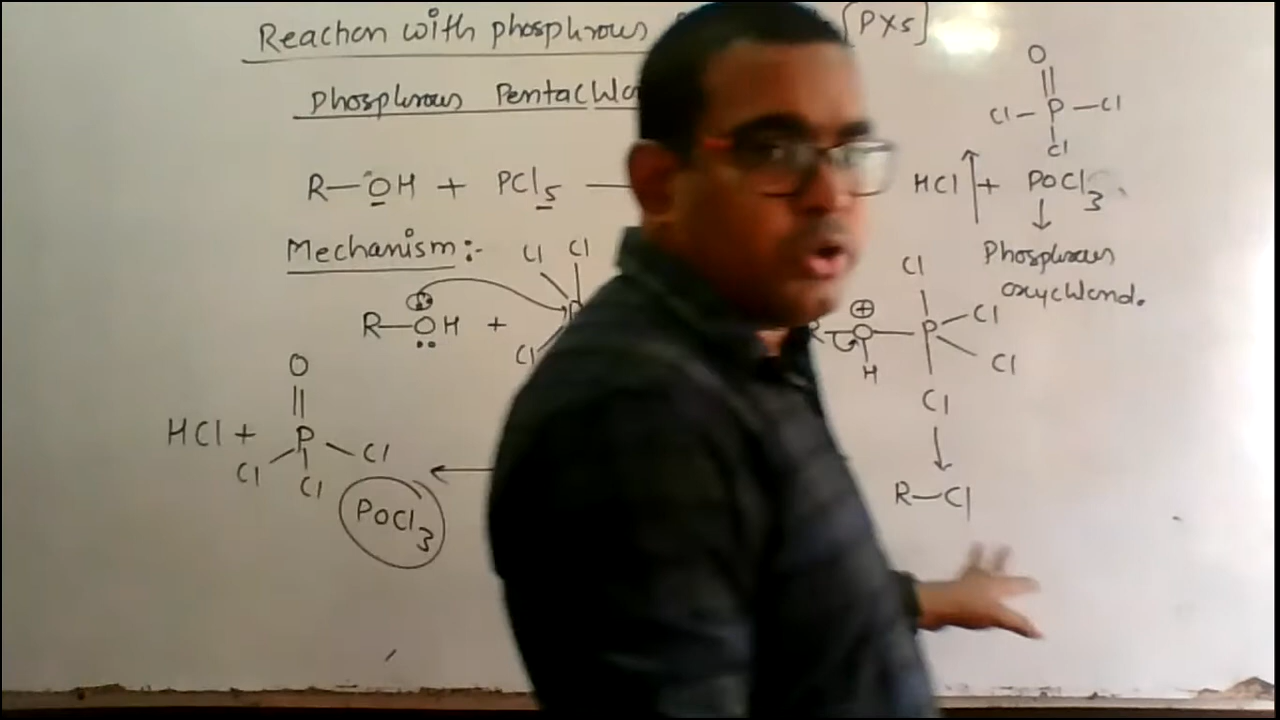 Reaction with phosphrous [PX5]
phosphrous Pentachlo
R—OH + PCl5 — HCl + POCl3
O
Cl—P—Cl
Cl
Phosphrous
oxychlorid.
Mechanism:-
Cl Cl
R—OH +
Cl
R—O—P
H
Cl
Cl
Cl
Cl
R—Cl
O
HCl + P
Cl Cl Cl
POCl3